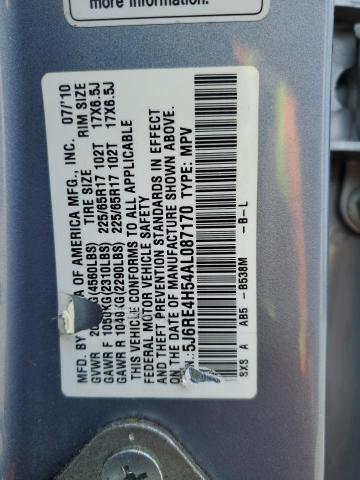 more information.
MFD. BY OF AMERICA MFG., INC. 07/'10
TIRE SIZE RIM SIZE
GVWR (4560LBS) 225/65R17 102T 17X6.5J
GAWR F 1050KG(2310LBS) 225/65R17 102T 17X6.5J
GAWR R 1040KG(2290LBS)
THIS VEHICLE CONFORMS TO ALL APPLICABLE
FEDERAL MOTOR VEHICLE SAFETY
AND THEFT PREVENTION STANDARDS IN EFFECT
ON THE DATE OF MANUFACTURE SHOWN ABOVE.
5J6RE4H54AL087170 TYPE: MPV
SXS A AB5 -B538M -B-L